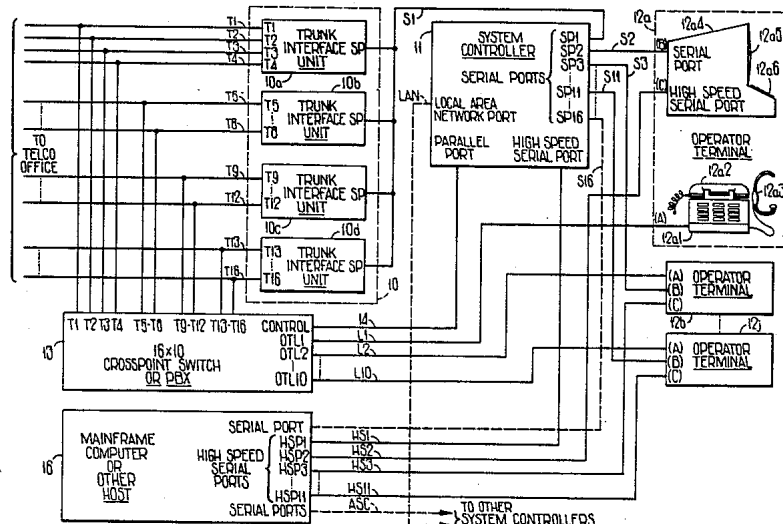 T1
T2
T3
T4
T5
T8
T9
T12
T13
T16
TO
TELCO
OFFICE
T1
T2
T3
T4
TRUNK
INTERFACE SP
UNIT
10a
10b
T5
T8
TRUNK
INTERFACE SP
UNIT
T9
T12
TRUNK
INTERFACE SP
UNIT
10c
10d
T13
T16
TRUNK
INTERFACE SP
UNIT
10
S1
11
SYSTEM
CONTROLLER
SP1
SP2
SP3
SERIAL
PORTS
SP11
SP16
LAN
LOCAL AREA
NETWORK PORT
PARALLEL
PORT
HIGH SPEED
SERIAL PORT
S2
S3
S11
S16
12a
12a4
12a5
12a6
(B)
SERIAL
PORT
(C)
HIGH SPEED
SERIAL PORT
OPERATOR
TERMINAL
12a2
12a3
(A)
12a1
(A)
(B)
(C)
OPERATOR
TERMINAL
12b
12j
(A)
(B)
(C)
OPERATOR
TERMINAL
T1 T2 T3 T4 T5-T8 T9-T12 T13-T16
CONTROL
OTL1
OTL2
OTL10
13
16×10
CROSSPOINT SWITCH
OR PBX
14
L1
L2
L10
16
MAINFRAME
COMPUTER
OR
OTHER
HOST
SERIAL PORT
HIGH SPEED
SERIAL
PORTS
HSP1
HSP2
HSP3
HSP11
SERIAL PORTS
HS1
HS2
HS3
HS11
ASC
TO OTHER
SYSTEM CONTROLLERS